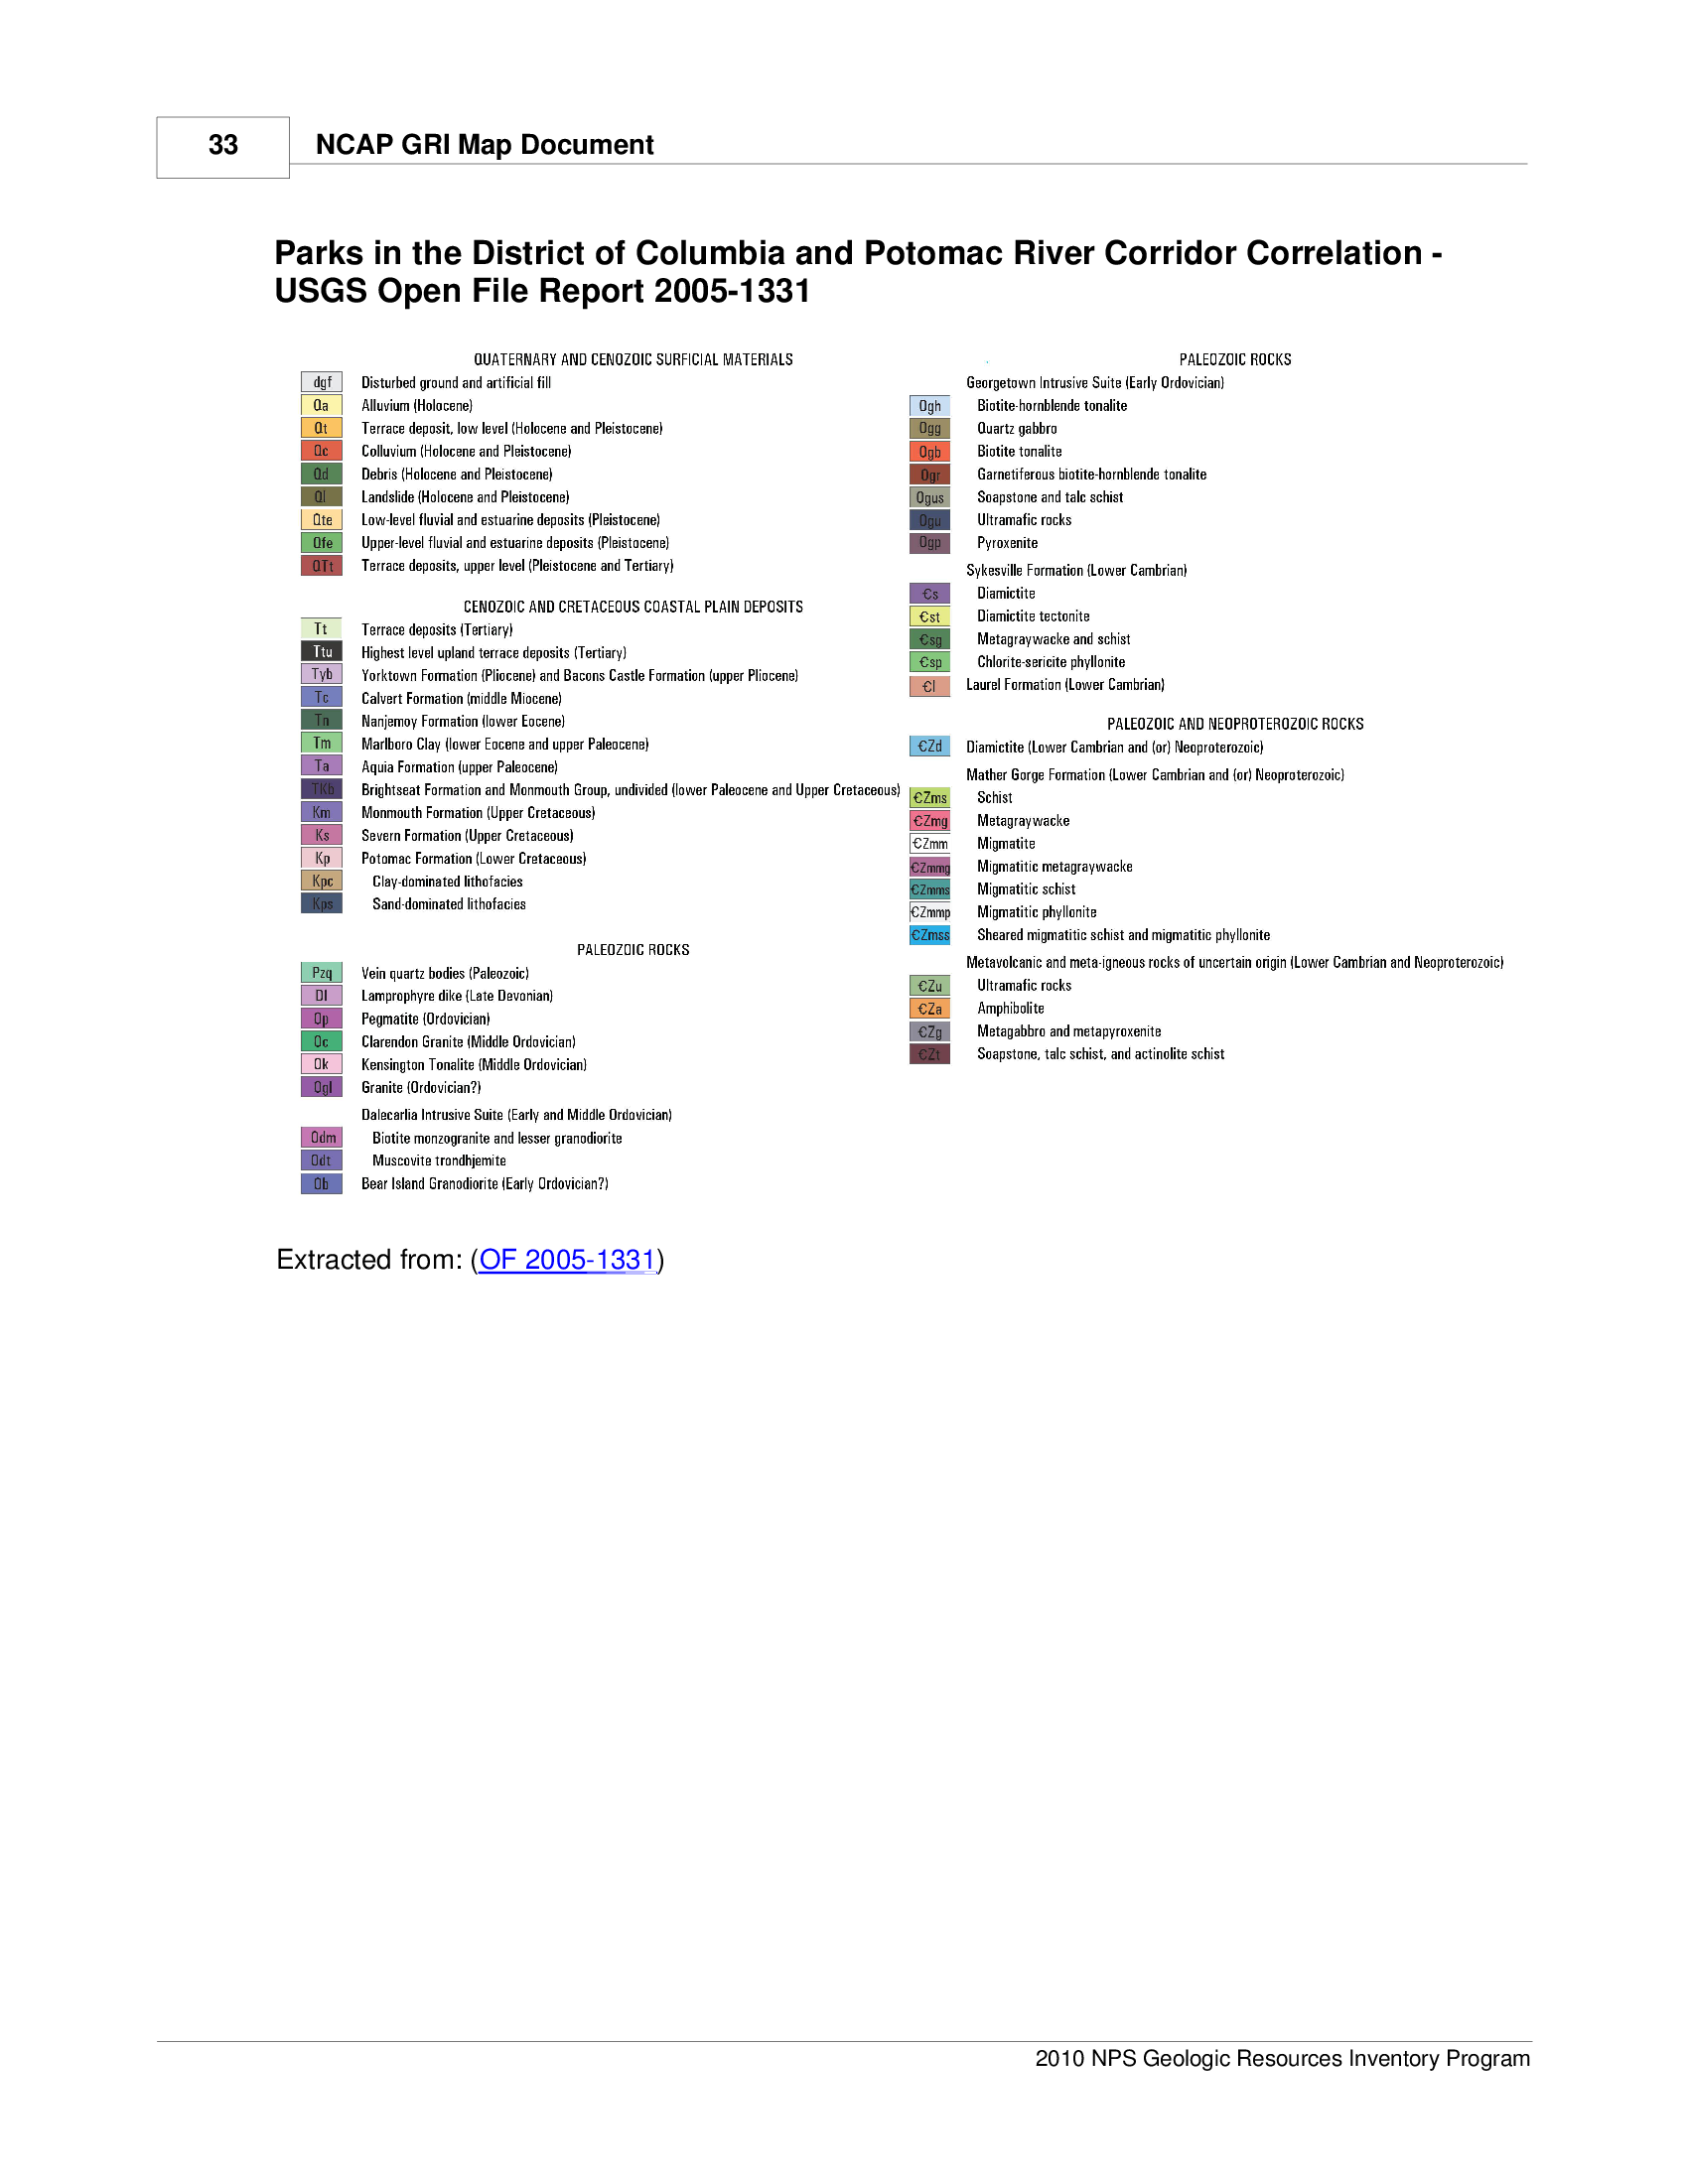 33
NCAP GRI Map Document
Parks in the District of Columbia and Potomac River Corridor Correlation -
USGS Open File Report 2005-1331
QUATERNARY AND CENOZOIC SURFICIAL MATERIALS
dgf Disturbed ground and artificial fill
Qa Alluvium (Holocene)
Qt Terrace deposit, low level (Holocene and Pleistocene)
Qc Colluvium (Holocene and Pleistocene)
Qd Debris (Holocene and Pleistocene)
Ql Landslide (Holocene and Pleistocene)
Qte Low-level fluvial and estuarine deposits (Pleistocene)
Qfe Upper-level fluvial and estuarine deposits (Pleistocene)
QTt Terrace deposits, upper level (Pleistocene and Tertiary)
CENOZOIC AND CRETACEOUS COASTAL PLAIN DEPOSITS
Tt Terrace deposits (Tertiary)
Ttu Highest level upland terrace deposits (Tertiary)
Tyb Yorktown Formation (Pliocene) and Bacons Castle Formation (upper Pliocene)
Tc Calvert Formation (middle Miocene)
Tn Nanjemoy Formation (lower Eocene)
Tm Marlboro Clay (lower Eocene and upper Paleocene)
Ta Aquia Formation (upper Paleocene)
TKb Brightseat Formation and Monmouth Group, undivided (lower Paleocene and Upper Cretaceous)
Km Monmouth Formation (Upper Cretaceous)
Ks Severn Formation (Upper Cretaceous)
Kp Potomac Formation (Lower Cretaceous)
Kpc Clay-dominated lithofacies
Kps Sand-dominated lithofacies
PALEOZOIC ROCKS
Pzq Vein quartz bodies (Paleozoic)
Dl Lamprophyre dike (Late Devonian)
Op Pegmatite (Ordovician)
Oc Clarendon Granite (Middle Ordovician)
Ok Kensington Tonalite (Middle Ordovician)
Ogl Granite (Ordovician?)
Dalecarlia Intrusive Suite (Early and Middle Ordovician)
Odm Biotite monzogranite and lesser granodiorite
Odt Muscovite trondhjemite
Ob Bear Island Granodiorite (Early Ordovician?)
PALEOZOIC ROCKS
Georgetown Intrusive Suite (Early Ordovician)
Ogh Biotite-hornblende tonalite
Ogg Quartz gabbro
Ogb Biotite tonalite
Ogr Garnetiferous biotite-hornblende tonalite
Ogus Soapstone and talc schist
Ogu Ultramafic rocks
Ogp Pyroxenite
Sykesville Formation (Lower Cambrian)
€s Diamictite
€st Diamictite tectonite
€sg Metagraywacke and schist
€sp Chlorite-sericite phyllonite
€l Laurel Formation (Lower Cambrian)
PALEOZOIC AND NEOPROTEROZOIC ROCKS
€Zd Diamictite (Lower Cambrian and (or) Neoproterozoic)
Mather Gorge Formation (Lower Cambrian and (or) Neoproterozoic)
€Zms Schist
€Zmg Metagraywacke
€Zmm Migmatite
€Zmmg Migmatitic metagraywacke
€Zmms Migmatitic schist
€Zmmp Migmatitic phyllonite
€Zmss Sheared migmatitic schist and migmatitic phyllonite
Metavolcanic and meta-igneous rocks of uncertain origin (Lower Cambrian and Neoproterozoic)
€Zu Ultramafic rocks
€Za Amphibolite
€Zg Metagabbro and metapyroxenite
€Zt Soapstone, talc schist, and actinolite schist
Extracted from: (OF 2005-1331)
2010 NPS Geologic Resources Inventory Program